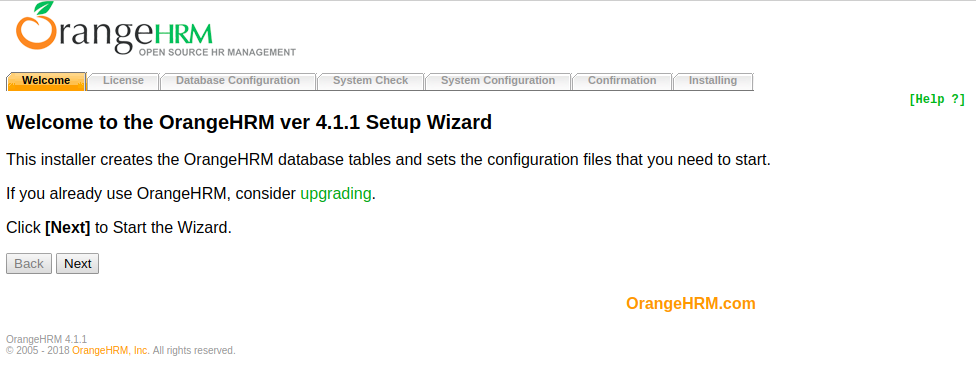 OrangeHRM
OPEN SOURCE HR MANAGEMENT
Welcome License Database Configuration System Check System Configuration Confirmation Installing
[Help ?]
Welcome to the OrangeHRM ver 4.1.1 Setup Wizard
This installer creates the OrangeHRM database tables and sets the configuration files that you need to start.
If you already use OrangeHRM, consider upgrading.
Click [Next] to Start the Wizard.
Back Next
OrangeHRM.com
OrangeHRM 4.1.1
© 2005 - 2018 OrangeHRM, Inc. All rights reserved.